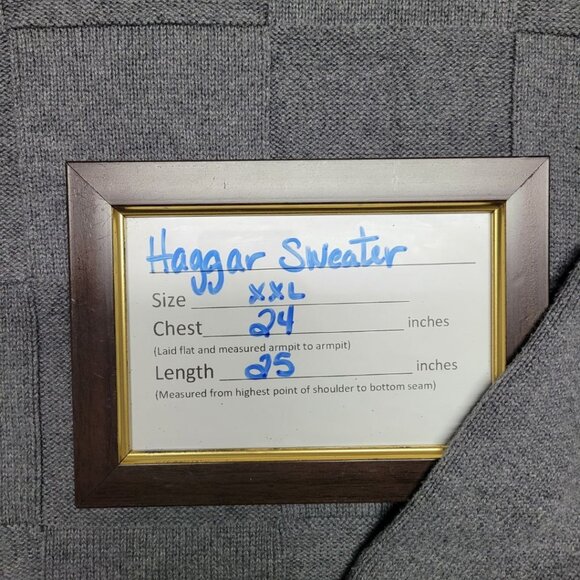 Haggar Sweater
Size XXL
Chest 24 inches
(Laid flat and measured armpit to armpit)
Length 25 inches
(Measured from highest point of shoulder to bottom seam)